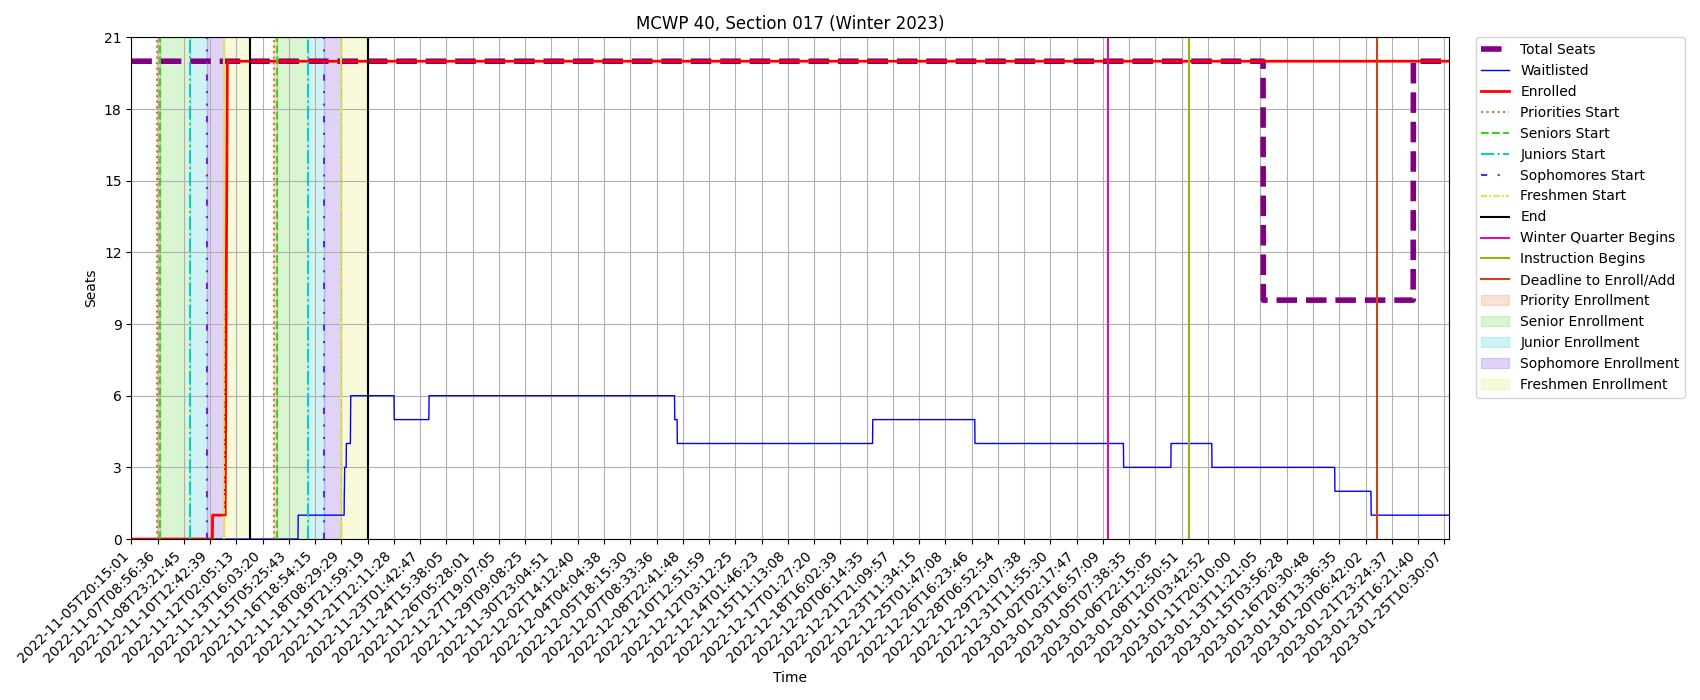 MCWP 40, Section 017 (Winter 2023)
Seats
21
18
15
12
9
6
3
0
2022-11-05T20:15:01
2022-11-07T08:56:36
2022-11-08T23:21:45
2022-11-10T12:42:39
2022-11-12T02:05:13
2022-11-13T16:03:20
2022-11-15T05:25:43
2022-11-16T18:54:15
2022-11-18T08:29:29
2022-11-19T21:59:19
2022-11-21T12:11:28
2022-11-23T01:42:47
2022-11-24T15:38:05
2022-11-26T05:28:01
2022-11-27T19:07:05
2022-11-29T09:08:25
2022-11-30T23:04:51
2022-12-02T14:12:40
2022-12-04T04:04:38
2022-12-05T18:15:30
2022-12-07T08:33:36
2022-12-08T22:41:48
2022-12-10T12:51:59
2022-12-12T03:12:25
2022-12-14T01:46:23
2022-12-15T11:13:08
2022-12-17T01:27:20
2022-12-18T16:02:39
2022-12-20T06:14:35
2022-12-21T21:09:57
2022-12-23T11:34:15
2022-12-25T01:47:08
2022-12-26T16:23:46
2022-12-28T06:52:54
2022-12-29T21:07:38
2022-12-31T11:55:30
2023-01-02T02:17:47
2023-01-03T16:57:09
2023-01-05T07:38:35
2023-01-06T22:15:05
2023-01-08T12:50:51
2023-01-10T03:42:52
2023-01-11T20:10:00
2023-01-13T11:21:05
2023-01-15T03:56:28
2023-01-16T20:30:48
2023-01-18T13:36:35
2023-01-20T06:42:02
2023-01-21T23:24:37
2023-01-23T16:21:40
2023-01-25T10:30:07
Time
Total Seats
Waitlisted
Enrolled
Priorities Start
Seniors Start
Juniors Start
Sophomores Start
Freshmen Start
End
Winter Quarter Begins
Instruction Begins
Deadline to Enroll/Add
Priority Enrollment
Senior Enrollment
Junior Enrollment
Sophomore Enrollment
Freshmen Enrollment